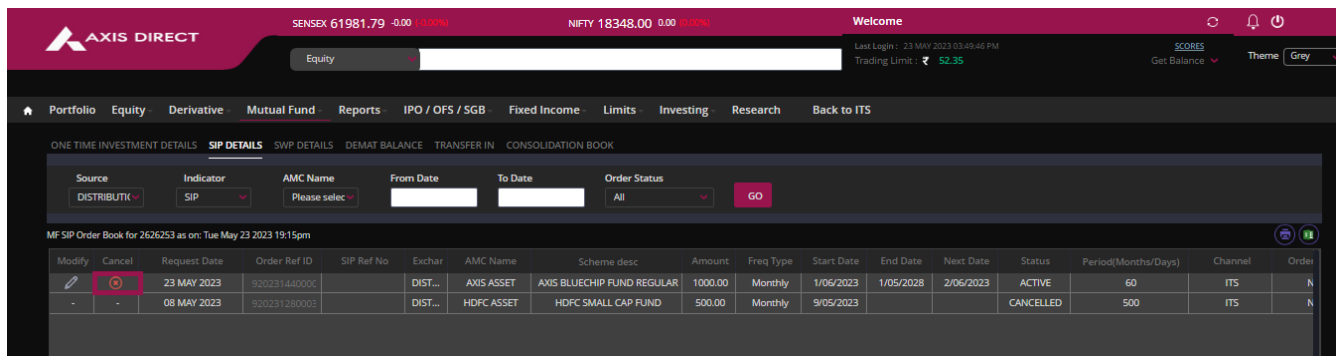 SENSEX 61981.79 -0.00 (-0.00%) NIFTY 18348.00 0.00 (0.00%) Welcome
AXIS DIRECT
Equity
Last Login : 23 MAY 2023 03:49:46 PM
Trading Limit : ₹ 52.35
SCORES
Get Balance
Theme Grey
Portfolio Equity Derivative Mutual Fund Reports IPO / OFS / SGB Fixed Income Limits Investing Research Back to ITS
ONE TIME INVESTMENT DETAILS SIP DETAILS SWP DETAILS DEMAT BALANCE TRANSFER IN CONSOLIDATION BOOK
Source Indicator AMC Name From Date To Date Order Status
DISTRIBUTI( SIP Please selec All GO
MF SIP Order Book for 2626253 as on: Tue May 23 2023 19:15pm
Modify Cancel Request Date Order Ref ID SIP Ref No Exchar AMC Name Scheme desc Amount Freq Type Start Date End Date Next Date Status Period(Months/Days) Channel Order
23 MAY 2023 920231440000 DIST... AXIS ASSET AXIS BLUECHIP FUND REGULAR 1000.00 Monthly 1/06/2023 1/05/2028 2/06/2023 ACTIVE 60 ITS N
- - 08 MAY 2023 920231280003 DIST... HDFC ASSET HDFC SMALL CAP FUND 500.00 Monthly 9/05/2023 CANCELLED 500 ITS N